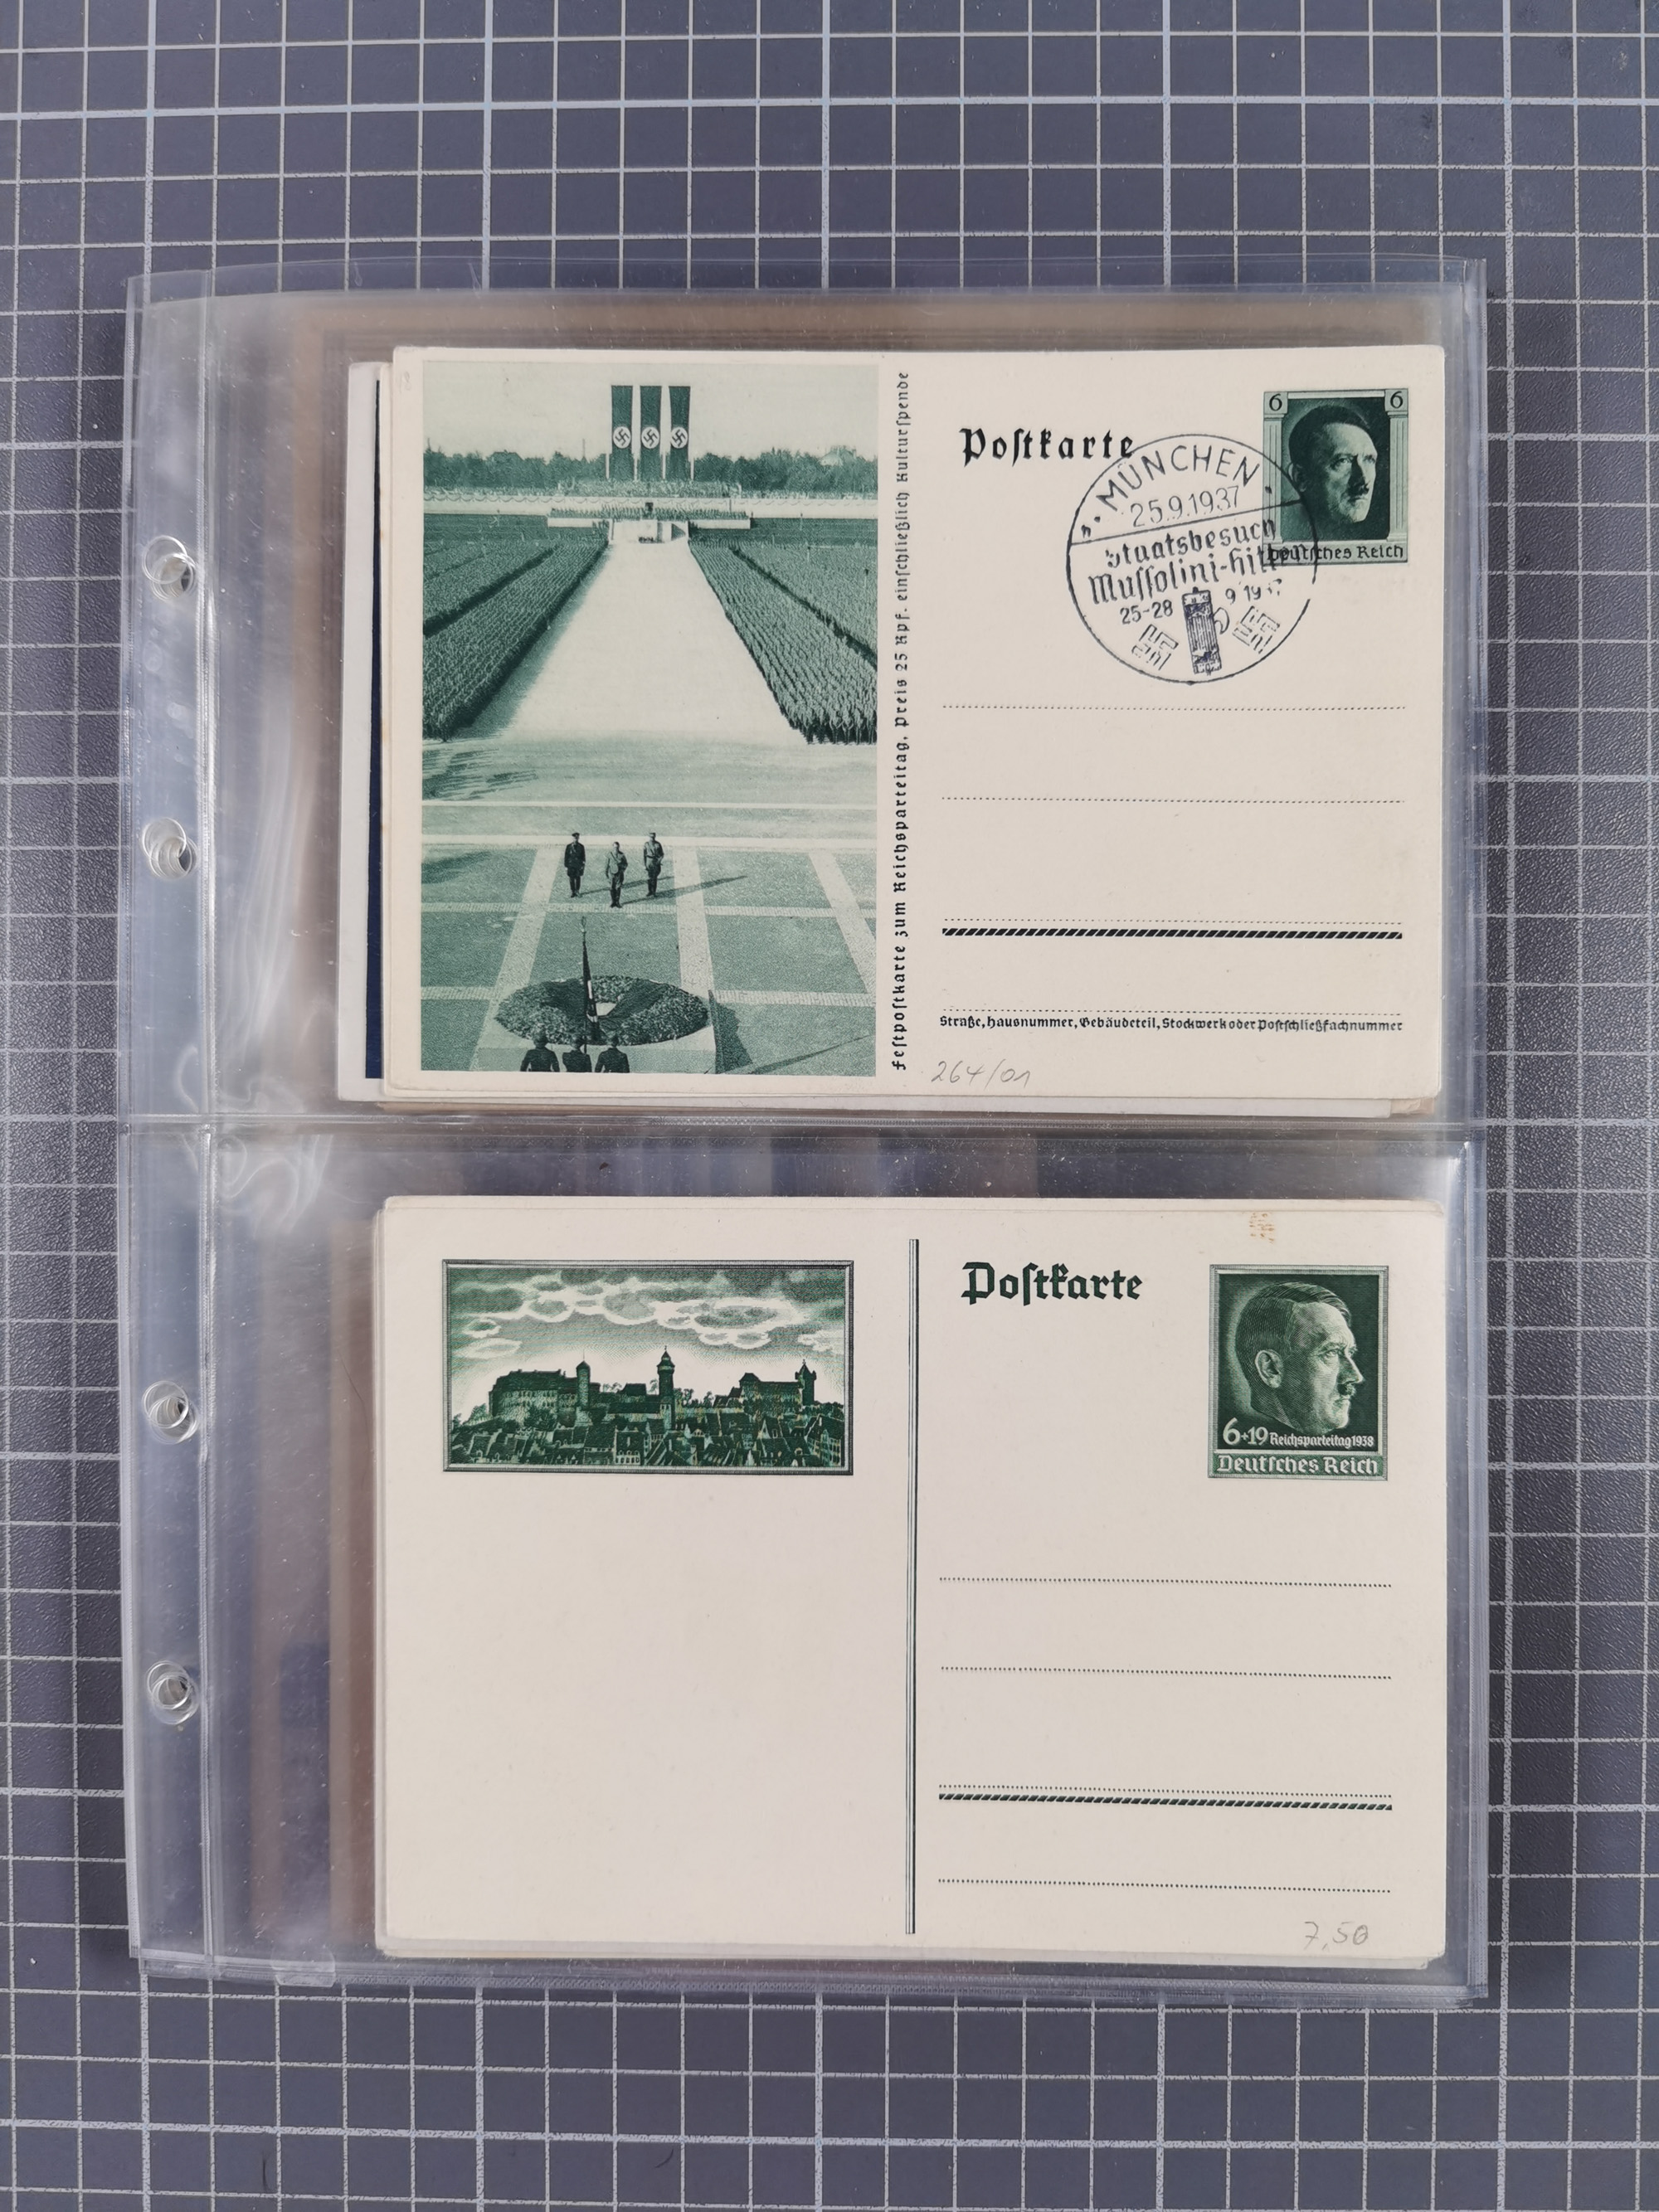 Postkarte
6 6
Deutsches Reich
MÜNCHEN
25.9.1937
Staatsbesuch
Mussolini-Hitler
25-28 9 19
Festpostkarte zum Reichsparteitag, Preis 25 Rpf. einschließlich Kulturspende
Straße, Hausnummer, Gebäudeteil, Stockwerk oder Postschließfachnummer
264/01
Postkarte
6+19 Reichsparteitag 1938
Deutsches Reich
7,50